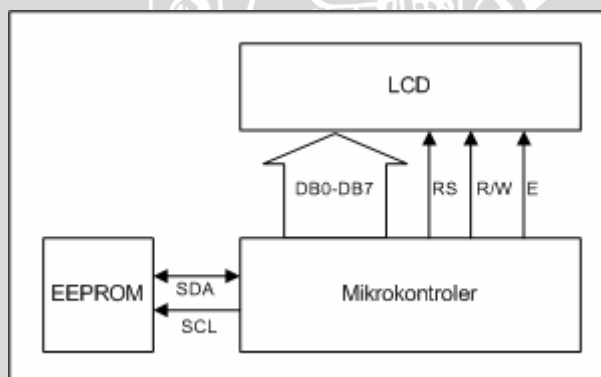 LCD
DB0-DB7
RS
R/W
E
EEPROM
SDA
SCL
Mikrokontroler